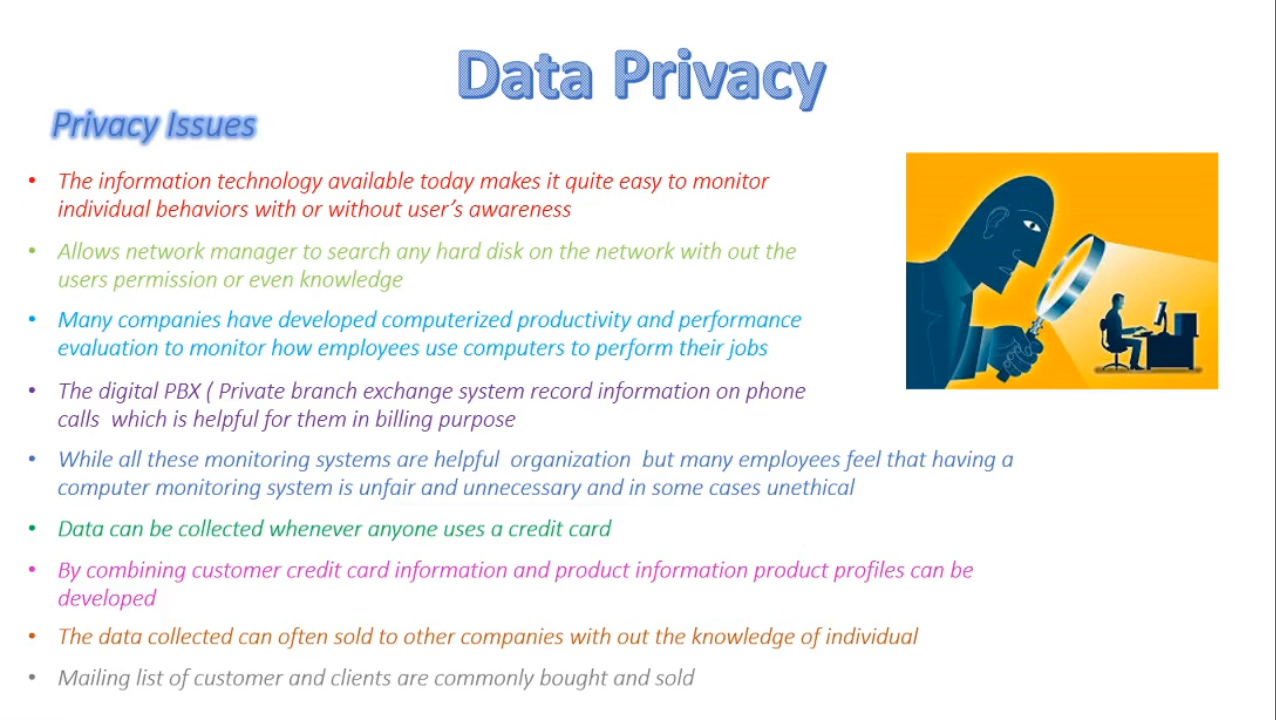 Data Privacy
Privacy Issues
• The information technology available today makes it quite easy to monitor
individual behaviors with or without user’s awareness
• Allows network manager to search any hard disk on the network with out the
users permission or even knowledge
• Many companies have developed computerized productivity and performance
evaluation to monitor how employees use computers to perform their jobs
• The digital PBX ( Private branch exchange system record information on phone
calls  which is helpful for them in billing purpose
• While all these monitoring systems are helpful  organization  but many employees feel that having a
computer monitoring system is unfair and unnecessary and in some cases unethical
• Data can be collected whenever anyone uses a credit card
• By combining customer credit card information and product information product profiles can be
developed
• The data collected can often sold to other companies with out the knowledge of individual
• Mailing list of customer and clients are commonly bought and sold